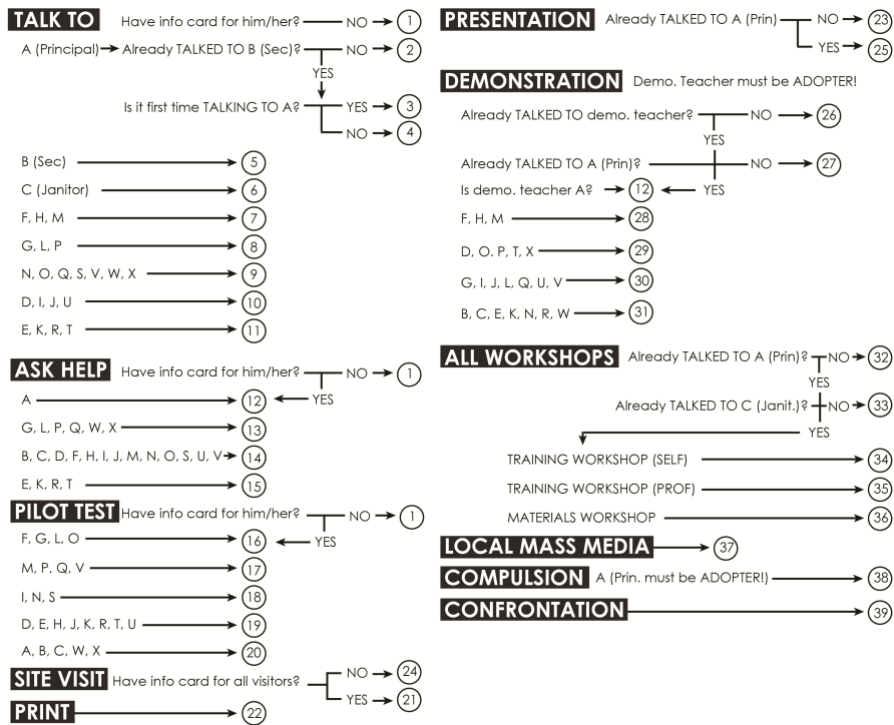 TALK TO Have info card for him/her? NO 1
A (Principal) Already TALKED TO B (Sec)? NO 2
YES
Is it first time TALKING TO A? YES 3
NO 4
B (Sec) 5
C (Janitor) 6
F, H, M 7
G, L, P 8
N, O, Q, S, V, W, X 9
D, I, J, U 10
E, K, R, T 11
ASK HELP Have info card for him/her? NO 1
YES
A 12
G, L, P, Q, W, X 13
B, C, D, F, H, I, J, M, N, O, S, U, V 14
E, K, R, T 15
PILOT TEST Have info card for him/her? NO 1
YES
F, G, L, O 16
M, P, Q, V 17
I, N, S 18
D, E, H, J, K, R, T, U 19
A, B, C, W, X 20
SITE VISIT Have info card for all visitors? NO 24
YES 21
PRINT 22
PRESENTATION Already TALKED TO A (Prin) NO 23
YES 25
DEMONSTRATION Demo. Teacher must be ADOPTER!
Already TALKED TO demo. teacher? NO 26
YES
Already TALKED TO A (Prin)? NO 27
Is demo. teacher A? 12 YES
F, H, M 28
D, O. P, T, X 29
G, I, J, L, Q, U, V 30
B, C, E, K, N, R, W 31
ALL WORKSHOPS Already TALKED TO A (Prin)? NO 32
YES
Already TALKED TO C (Janit.)? NO 33
YES
TRAINING WORKSHOP (SELF) 34
TRAINING WORKSHOP (PROF) 35
MATERIALS WORKSHOP 36
LOCAL MASS MEDIA 37
COMPULSION A (Prin. must be ADOPTER!) 38
CONFRONTATION 39